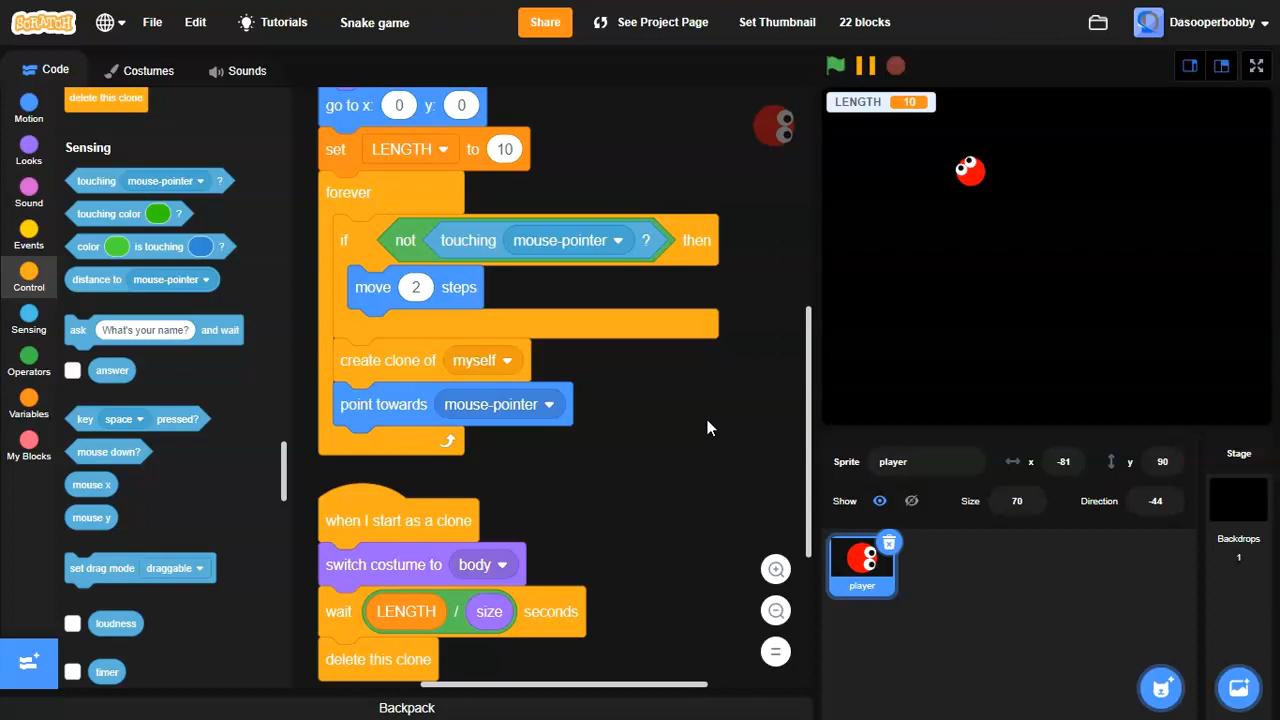 SCRATCH File Edit Tutorials Snake game Share See Project Page Set Thumbnail 22 blocks Dasooperbobby
Code Costumes Sounds
Motion
Looks
Sound
Events
Control
Sensing
Operators
Variables
My Blocks
delete this clone
Sensing
touching mouse-pointer ?
touching color ?
color is touching ?
distance to mouse-pointer
ask What's your name? and wait
answer
key space pressed?
mouse down?
mouse x
mouse y
set drag mode draggable
loudness
timer
go to x: 0 y: 0
set LENGTH to 10
forever
if not touching mouse-pointer ? then
move 2 steps
create clone of myself
point towards mouse-pointer
when I start as a clone
switch costume to body
wait LENGTH / size seconds
delete this clone
LENGTH 10
Sprite player x -81 y 90
Show Size 70 Direction -44
player
Stage
Backdrops
1
Backpack